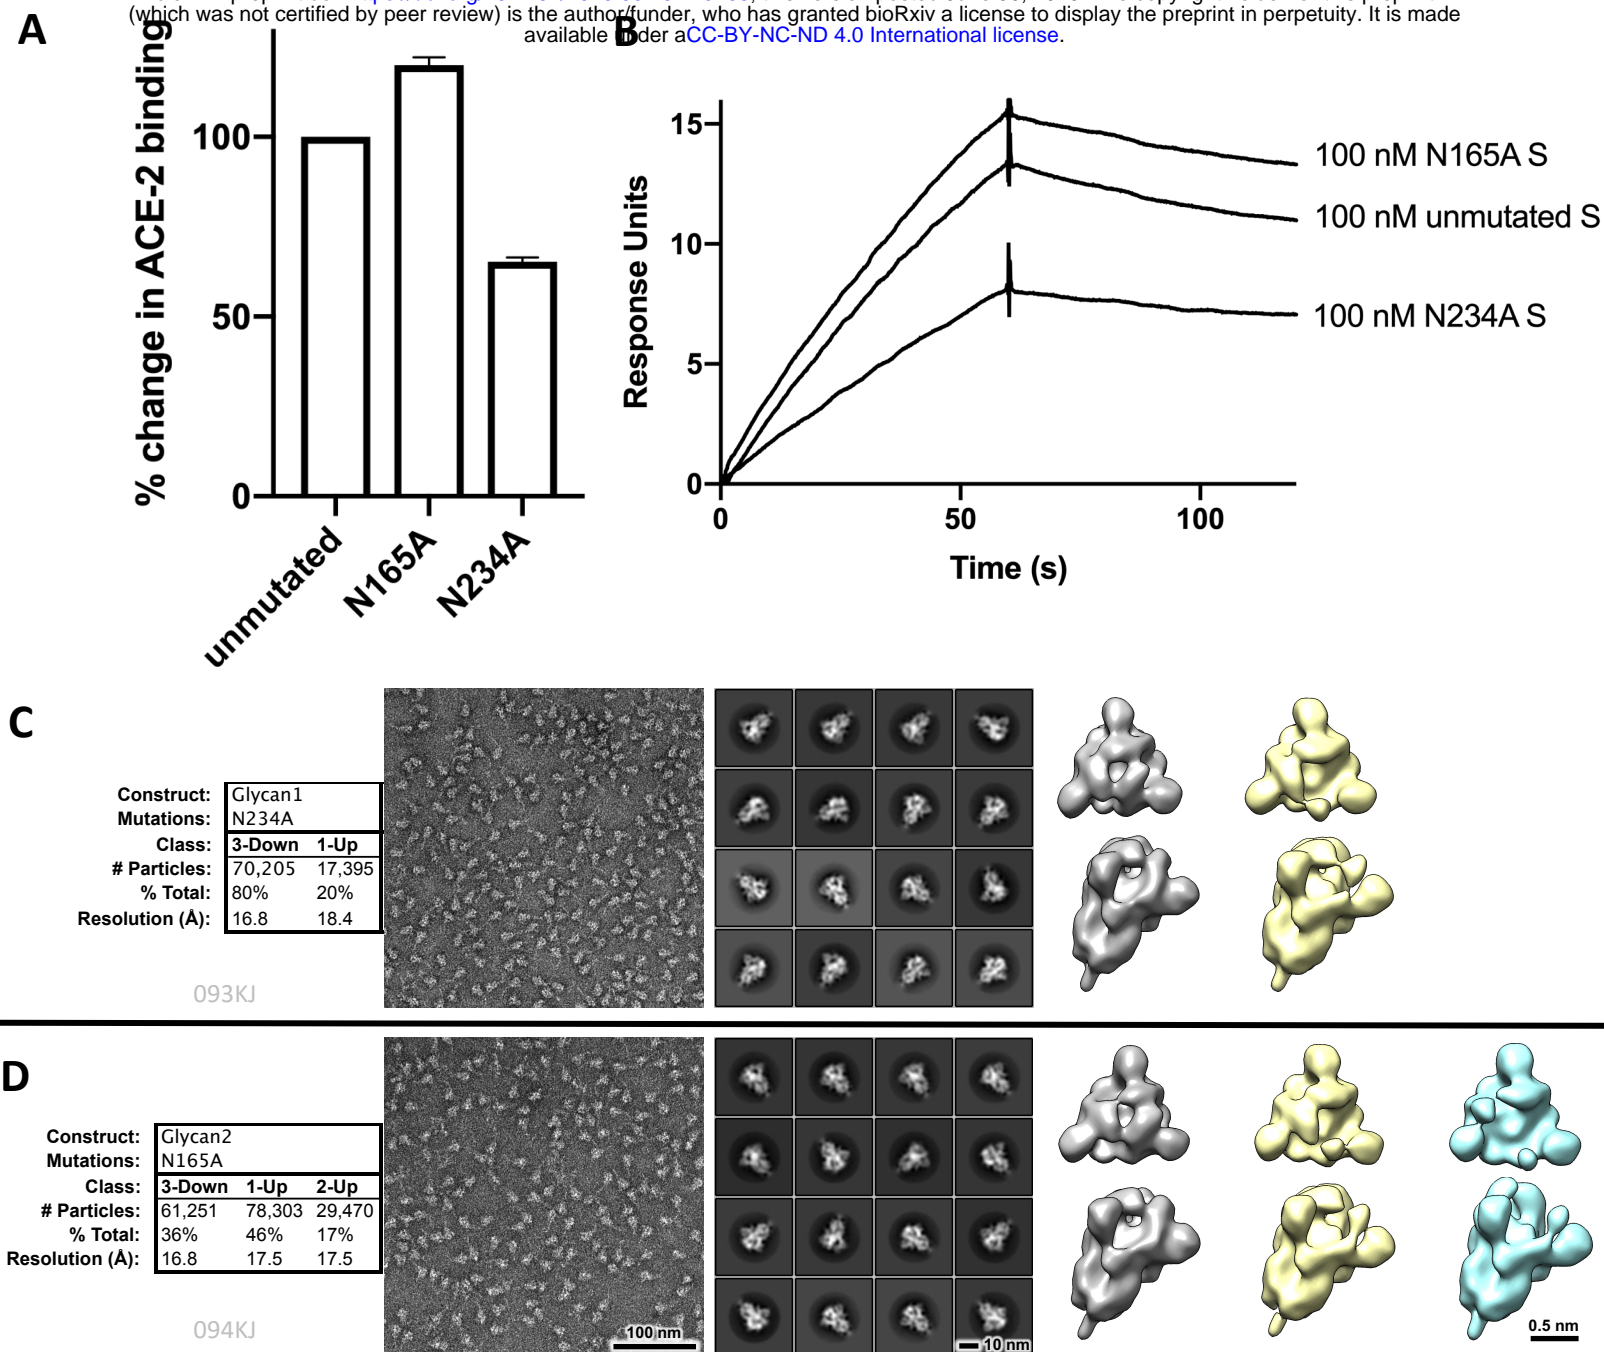 (which was not certified by peer review) is the author/funder, who has granted bioRxiv a license to display the preprint in perpetuity. It is made
available under aCC-BY-NC-ND 4.0 International license.
A
% change in ACE-2 binding
100
50
0
unmutated
N165A
N234A
B
Response Units
15
10
5
0
0
50
100
Time (s)
100 nM N165A S
100 nM unmutated S
100 nM N234A S
C
Construct: Glycan1
Mutations: N234A
Class: 3-Down 1-Up
# Particles: 70,205 17,395
% Total: 80% 20%
Resolution (Å): 16.8 18.4
093KJ
D
Construct: Glycan2
Mutations: N165A
Class: 3-Down 1-Up 2-Up
# Particles: 61,251 78,303 29,470
% Total: 36% 46% 17%
Resolution (Å): 16.8 17.5 17.5
094KJ
100 nm
10 nm
0.5 nm